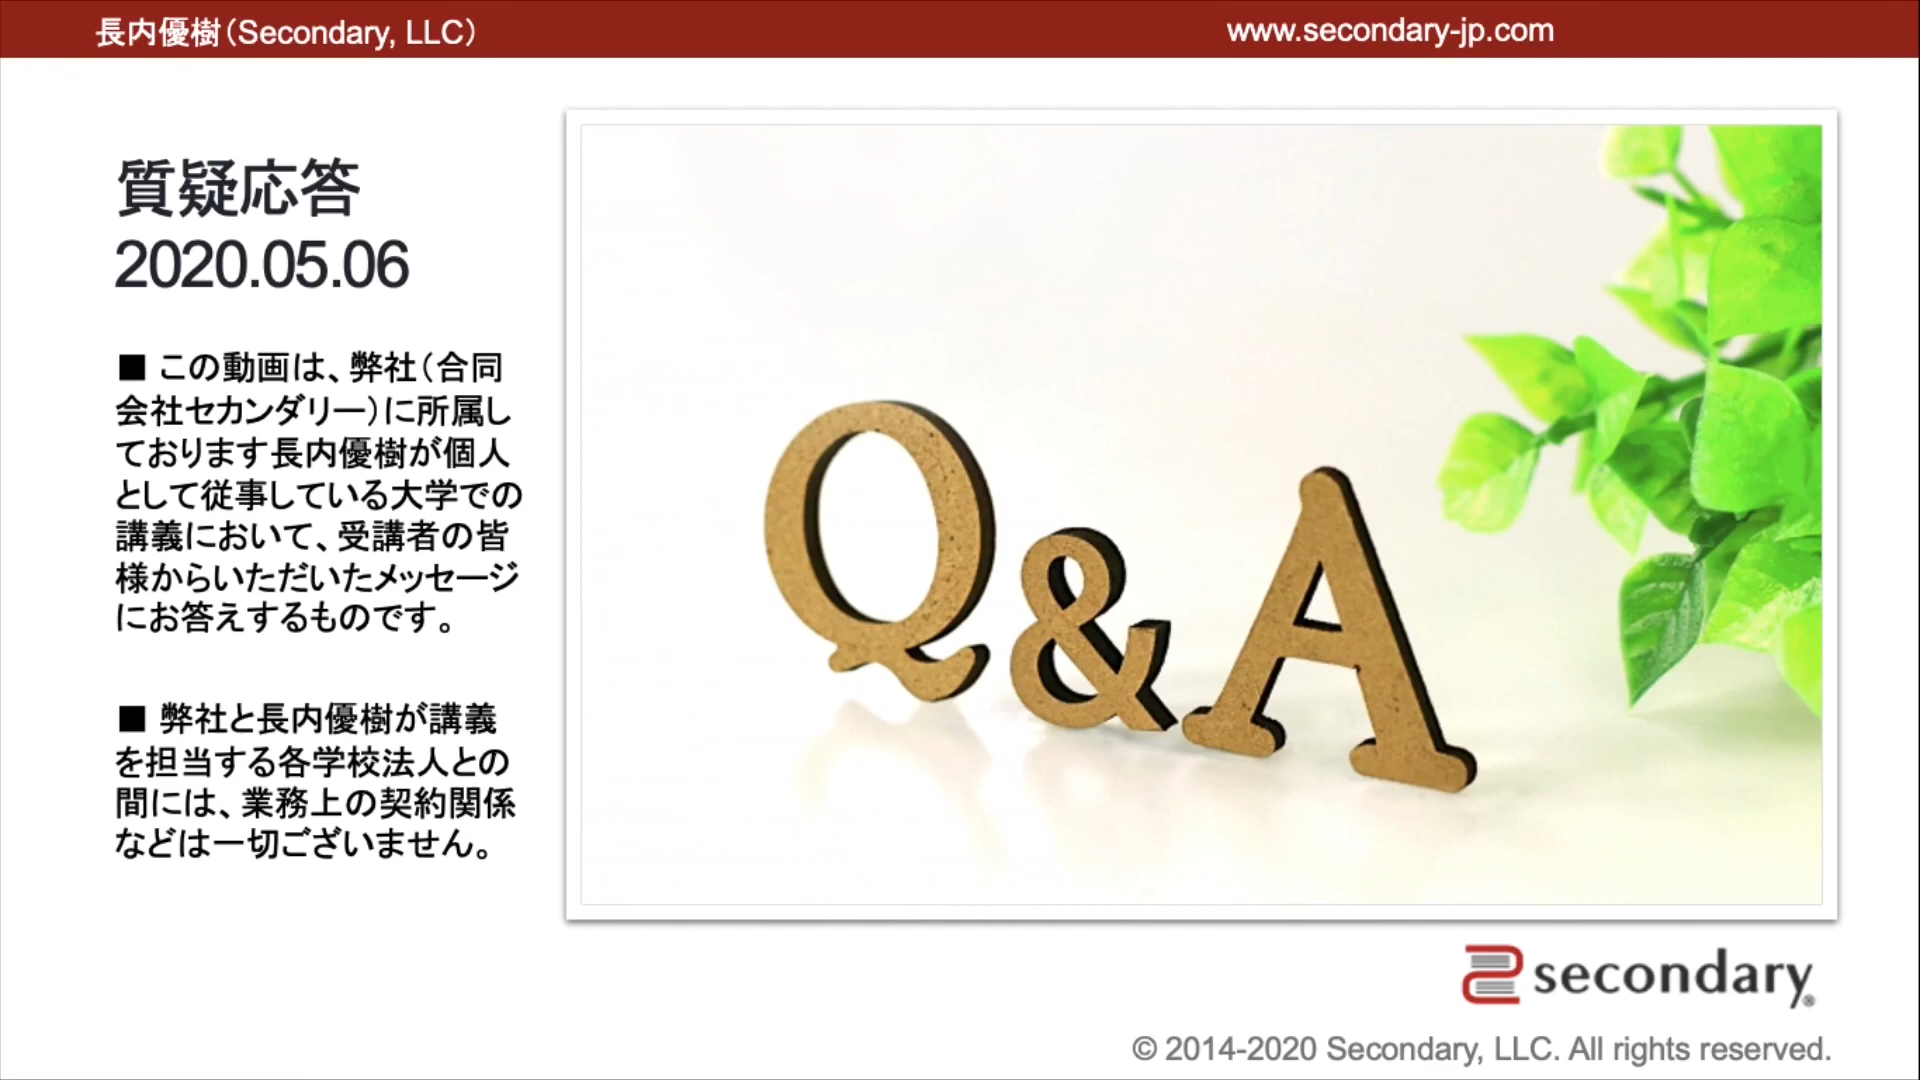 長内優樹（Secondary, LLC）
www.secondary-jp.com
質疑応答
2020.05.06
■ この動画は、弊社（合同
会社セカンダリー）に所属し
ております長内優樹が個人
として従事している大学での
講義において、受講者の皆
様からいただいたメッセージ
にお答えするものです。
■ 弊社と長内優樹が講義
を担当する各学校法人との
間には、業務上の契約関係
などは一切ございません。
Q&A
secondary®
© 2014-2020 Secondary, LLC. All rights reserved.